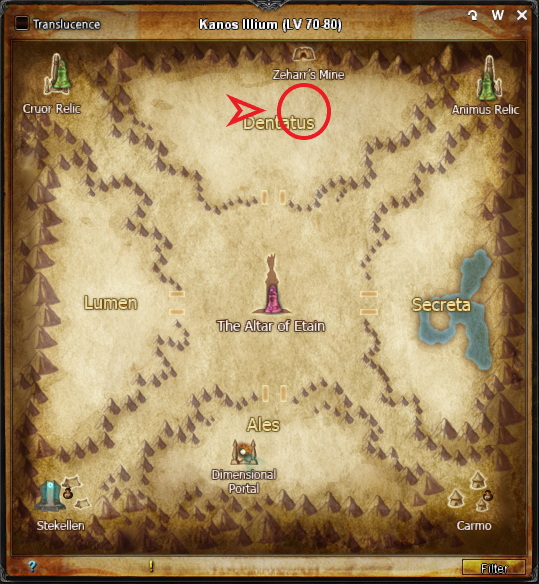 Translucence
Kanos Illium (LV 70-80)
W
Zeharr's Mine
Cruor Relic
Animus Relic
Dentatus
Lumen
Secreta
The Altar of Etain
Ales
Dimensional
Portal
Stekellen
Carmo
?
!
Filter